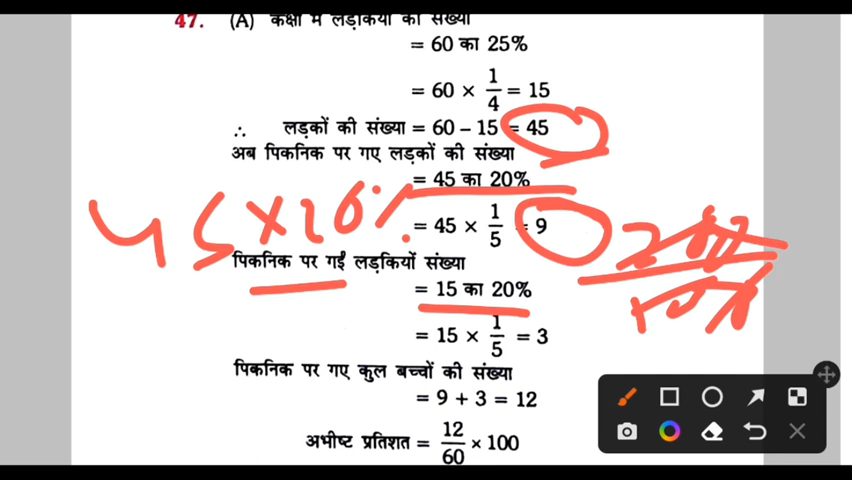 47. (A) कक्षा में लड़कियों की संख्या
= 60 का 25%
= 60 × 1/4 = 15
∴ लड़कों की संख्या = 60 – 15 = 45
अब पिकनिक पर गए लड़कों की संख्या
= 45 का 20%
45 × 20%
= 45 × 1/5 = 9
पिकनिक पर गईं लड़कियों संख्या
= 15 का 20%
= 15 × 1/5 = 3
पिकनिक पर गए कुल बच्चों की संख्या
= 9 + 3 = 12
अभीष्ट प्रतिशत = 12/60 × 100